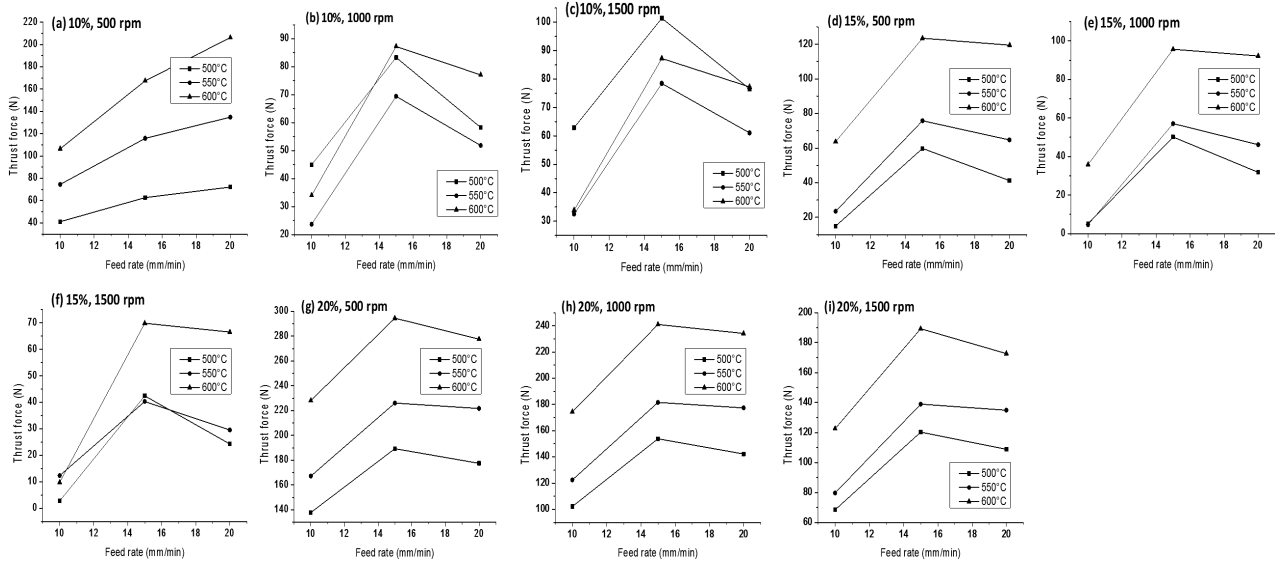 (a) 10%, 500 rpm
220
200
180
160
140
120
100
80
60
40
Thrust force (N)
500°C
550°C
600°C
10 12 14 16 18 20
Feed rate (mm/min)
(b) 10%, 1000 rpm
100
90
80
70
60
50
40
30
20
Thrust force (N)
500°C
550°C
600°C
10 12 14 16 18 20
Feed rate (mm/min)
(c) 10%, 1500 rpm
100
90
80
70
60
50
40
30
Thrust force (N)
500°C
550°C
600°C
10 12 14 16 18 20
Feed rate (mm/min)
(d) 15%, 500 rpm
120
100
80
60
40
20
Thrust force (N)
500°C
550°C
600°C
10 12 14 16 18 20
Feed rate (mm/min)
(e) 15%, 1000 rpm
100
80
60
40
20
0
Thrust force (N)
500°C
550°C
600°C
10 12 14 16 18 20
Feed rate (mm/min)
(f) 15%, 1500 rpm
70
60
50
40
30
20
10
0
Thrust force (N)
500°C
550°C
600°C
10 12 14 16 18 20
Feed rate (mm/min)
(g) 20%, 500 rpm
300
280
260
240
220
200
180
160
140
Thrust force (N)
500°C
550°C
600°C
10 12 14 16 18 20
Feed rate (mm/min)
(h) 20%, 1000 rpm
240
220
200
180
160
140
120
100
Thrust force (N)
500°C
550°C
600°C
10 12 14 16 18 20
Feed rate (mm/min)
(i) 20%, 1500 rpm
200
180
160
140
120
100
80
60
Thrust force (N)
500°C
550°C
600°C
10 12 14 16 18 20
Feed rate (mm/min)